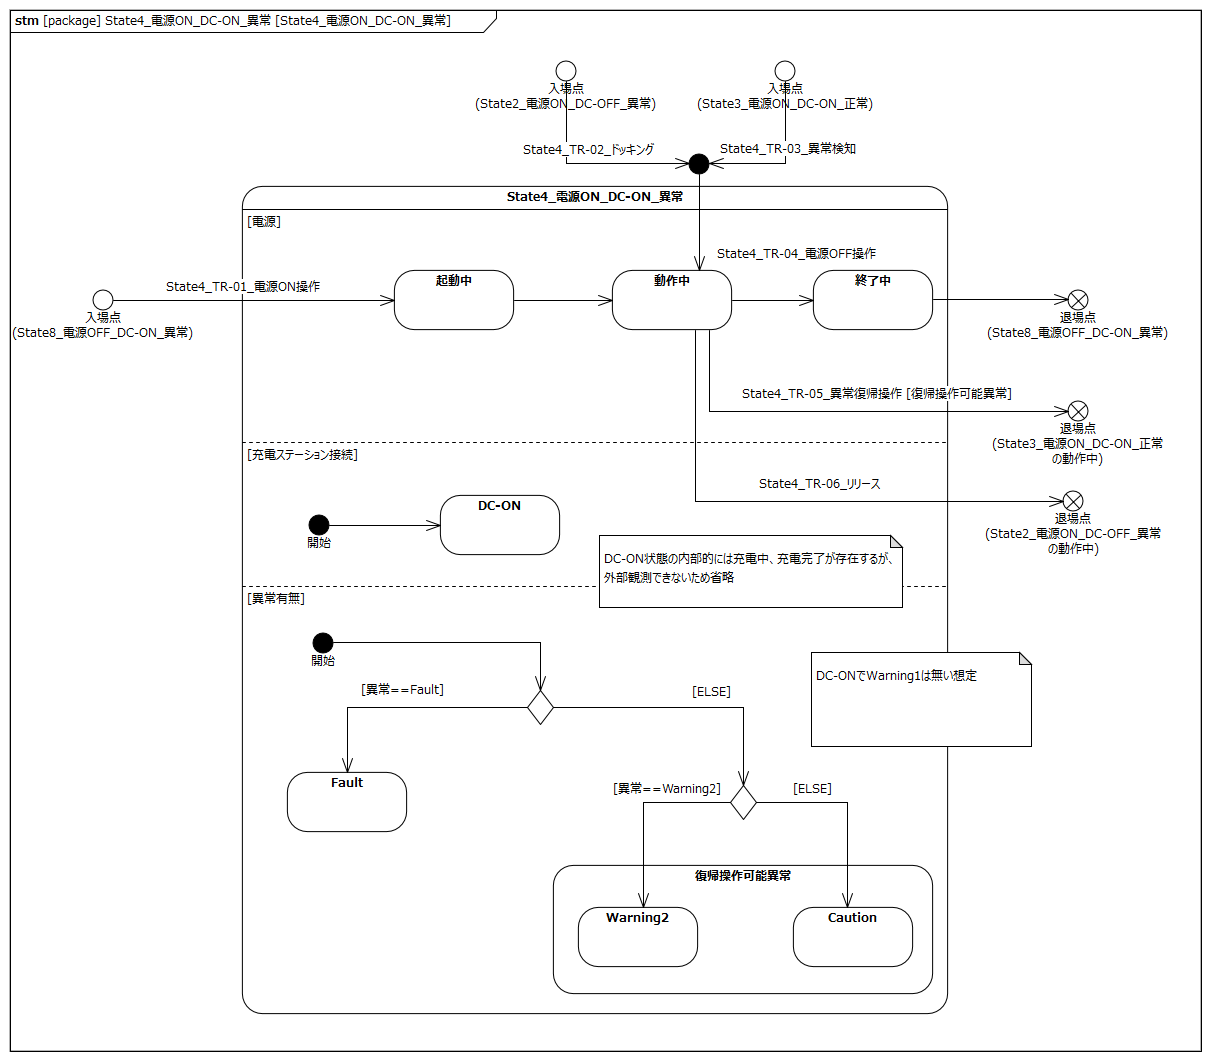 stm [package] State4_電源ON_DC-ON_異常 [State4_電源ON_DC-ON_異常]
入場点
(State2_電源ON_DC-OFF_異常)
入場点
(State3_電源ON_DC-ON_正常)
State4_TR-02_ドッキング
State4_TR-03_異常検知
State4_電源ON_DC-ON_異常
[電源]
State4_TR-04_電源OFF操作
State4_TR-01_電源ON操作
起動中
動作中
終了中
入場点
(State8_電源OFF_DC-ON_異常)
退場点
(State8_電源OFF_DC-ON_異常)
State4_TR-05_異常復帰操作 [復帰操作可能異常]
退場点
(State3_電源ON_DC-ON_正常
の動作中)
[充電ステーション接続]
State4_TR-06_リリース
退場点
(State2_電源ON_DC-OFF_異常
の動作中)
DC-ON
開始
DC-ON状態の内部的には充電中、充電完了が存在するが、
外部観測できないため省略
[異常有無]
開始
DC-ONでWarning1は無い想定
[異常==Fault]
[ELSE]
Fault
[異常==Warning2]
[ELSE]
復帰操作可能異常
Warning2
Caution